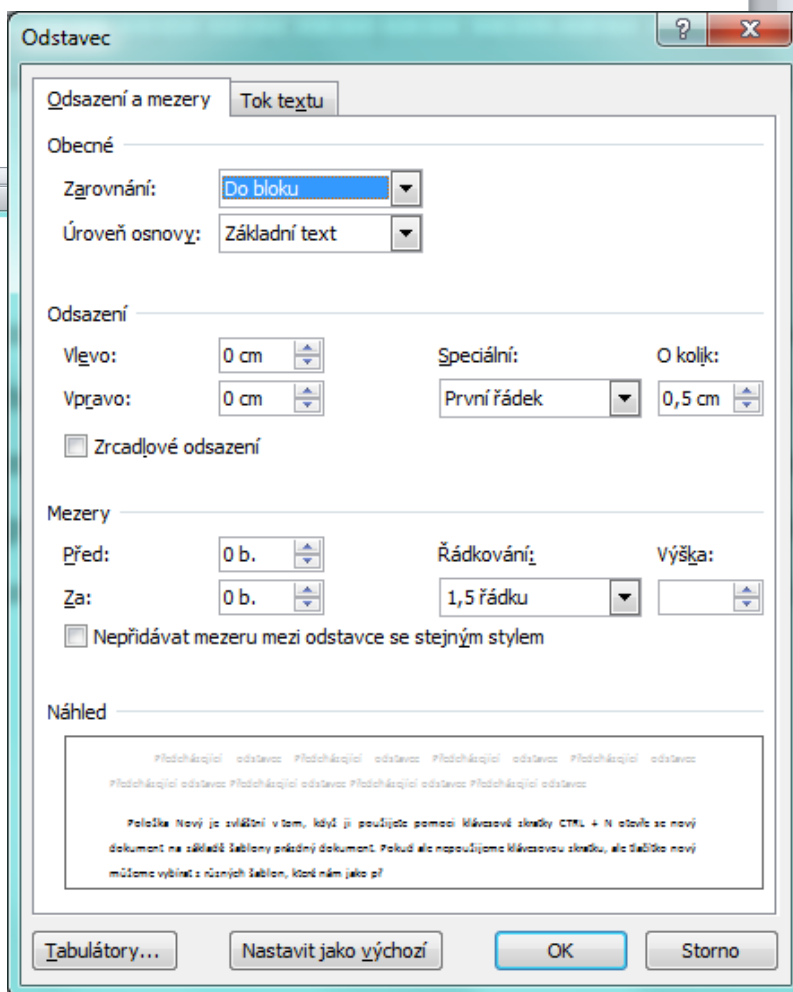 Odstavec
Odsazení a mezery Tok textu
Obecné
Zarovnání: Do bloku
Úroveň osnovy: Základní text
Odsazení
Vlevo: 0 cm Speciální: O kolik:
Vpravo: 0 cm První řádek 0,5 cm
Zrcadlové odsazení
Mezery
Před: 0 b. Řádkování: Výška:
Za: 0 b. 1,5 řádku
Nepřidávat mezeru mezi odstavce se stejným stylem
Náhled
Předcházející odstavec Předcházející odstavec Předcházející odstavec Předcházející odstavec
Předcházející odstavec Předcházející odstavec Předcházející odstavec Předcházející odstavec
Položka Nový je zvláštní v tom, když ji použijete pomocí klávesové zkratky CTRL + N otevře se nový
dokument na základě šablony prázdný dokument. Pokud ale nepoužijeme klávesovou zkratku, ale tlačítko nový
můžeme vybírat z různých šablon, které nám jako př
Tabulátory... Nastavit jako výchozí OK Storno